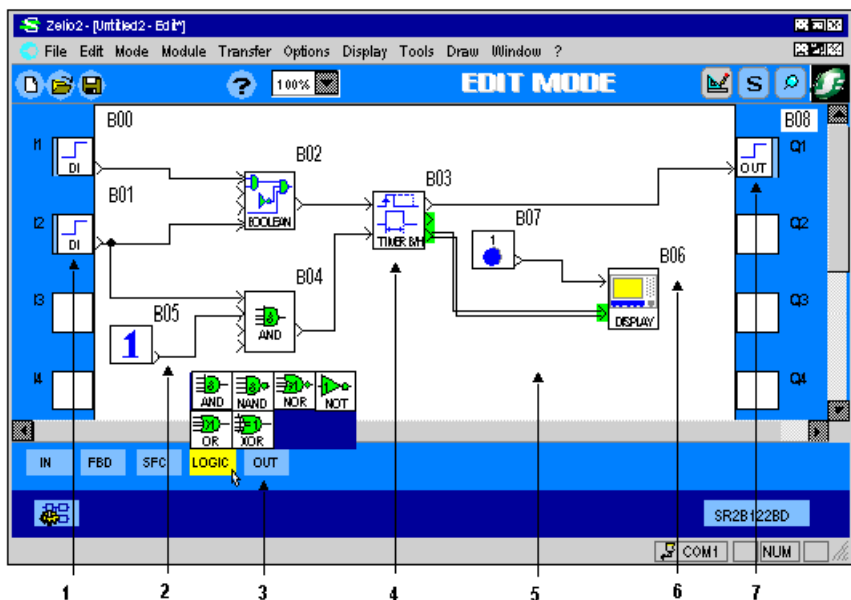 Zelio2 - [Untitled2 - Edit*]
File Edit Mode Module Transfer Options Display Tools Draw Window ?
? 100% EDIT MODE S
B00 B08
I1 DI B02 Q1 OUT
B01 BOOLEAN B03
TIMER B/H B07
I2 DI 1 Q2
B04 B06
I3 B05 AND DISPLAY Q3
1
I4 AND NAND NOR NOT Q4
OR XOR
IN FBD SFC LOGIC OUT
SR2B122BD
COM1 NUM
1 2 3 4 5 6 7